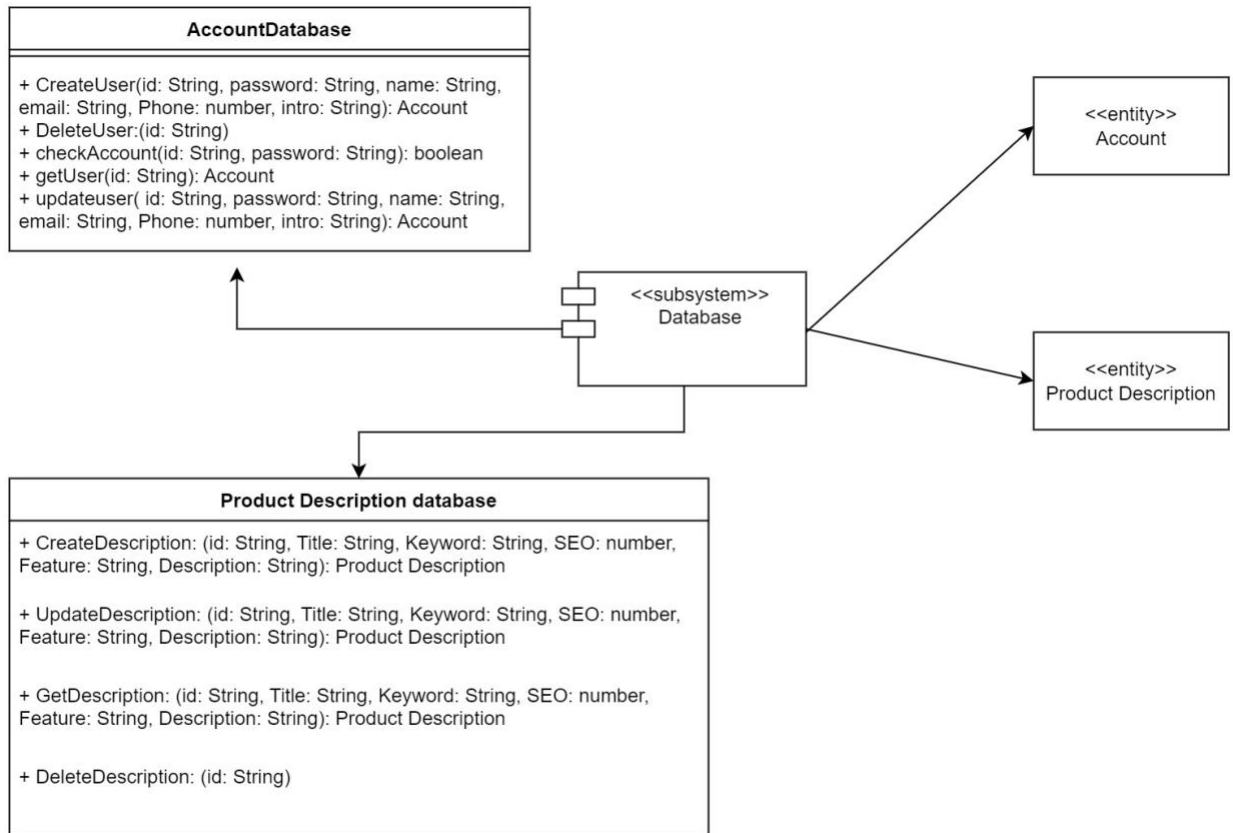 AccountDatabase
+ CreateUser(id: String, password: String, name: String,
email: String, Phone: number, intro: String): Account
+ DeleteUser:(id: String)
+ checkAccount(id: String, password: String): boolean
+ getUser(id: String): Account
+ updateuser( id: String, password: String, name: String,
email: String, Phone: number, intro: String): Account
<<entity>>
Account
<<subsystem>>
Database
<<entity>>
Product Description
Product Description database
+ CreateDescription: (id: String, Title: String, Keyword: String, SEO: number,
Feature: String, Description: String): Product Description
+ UpdateDescription: (id: String, Title: String, Keyword: String, SEO: number,
Feature: String, Description: String): Product Description
+ GetDescription: (id: String, Title: String, Keyword: String, SEO: number,
Feature: String, Description: String): Product Description
+ DeleteDescription: (id: String)